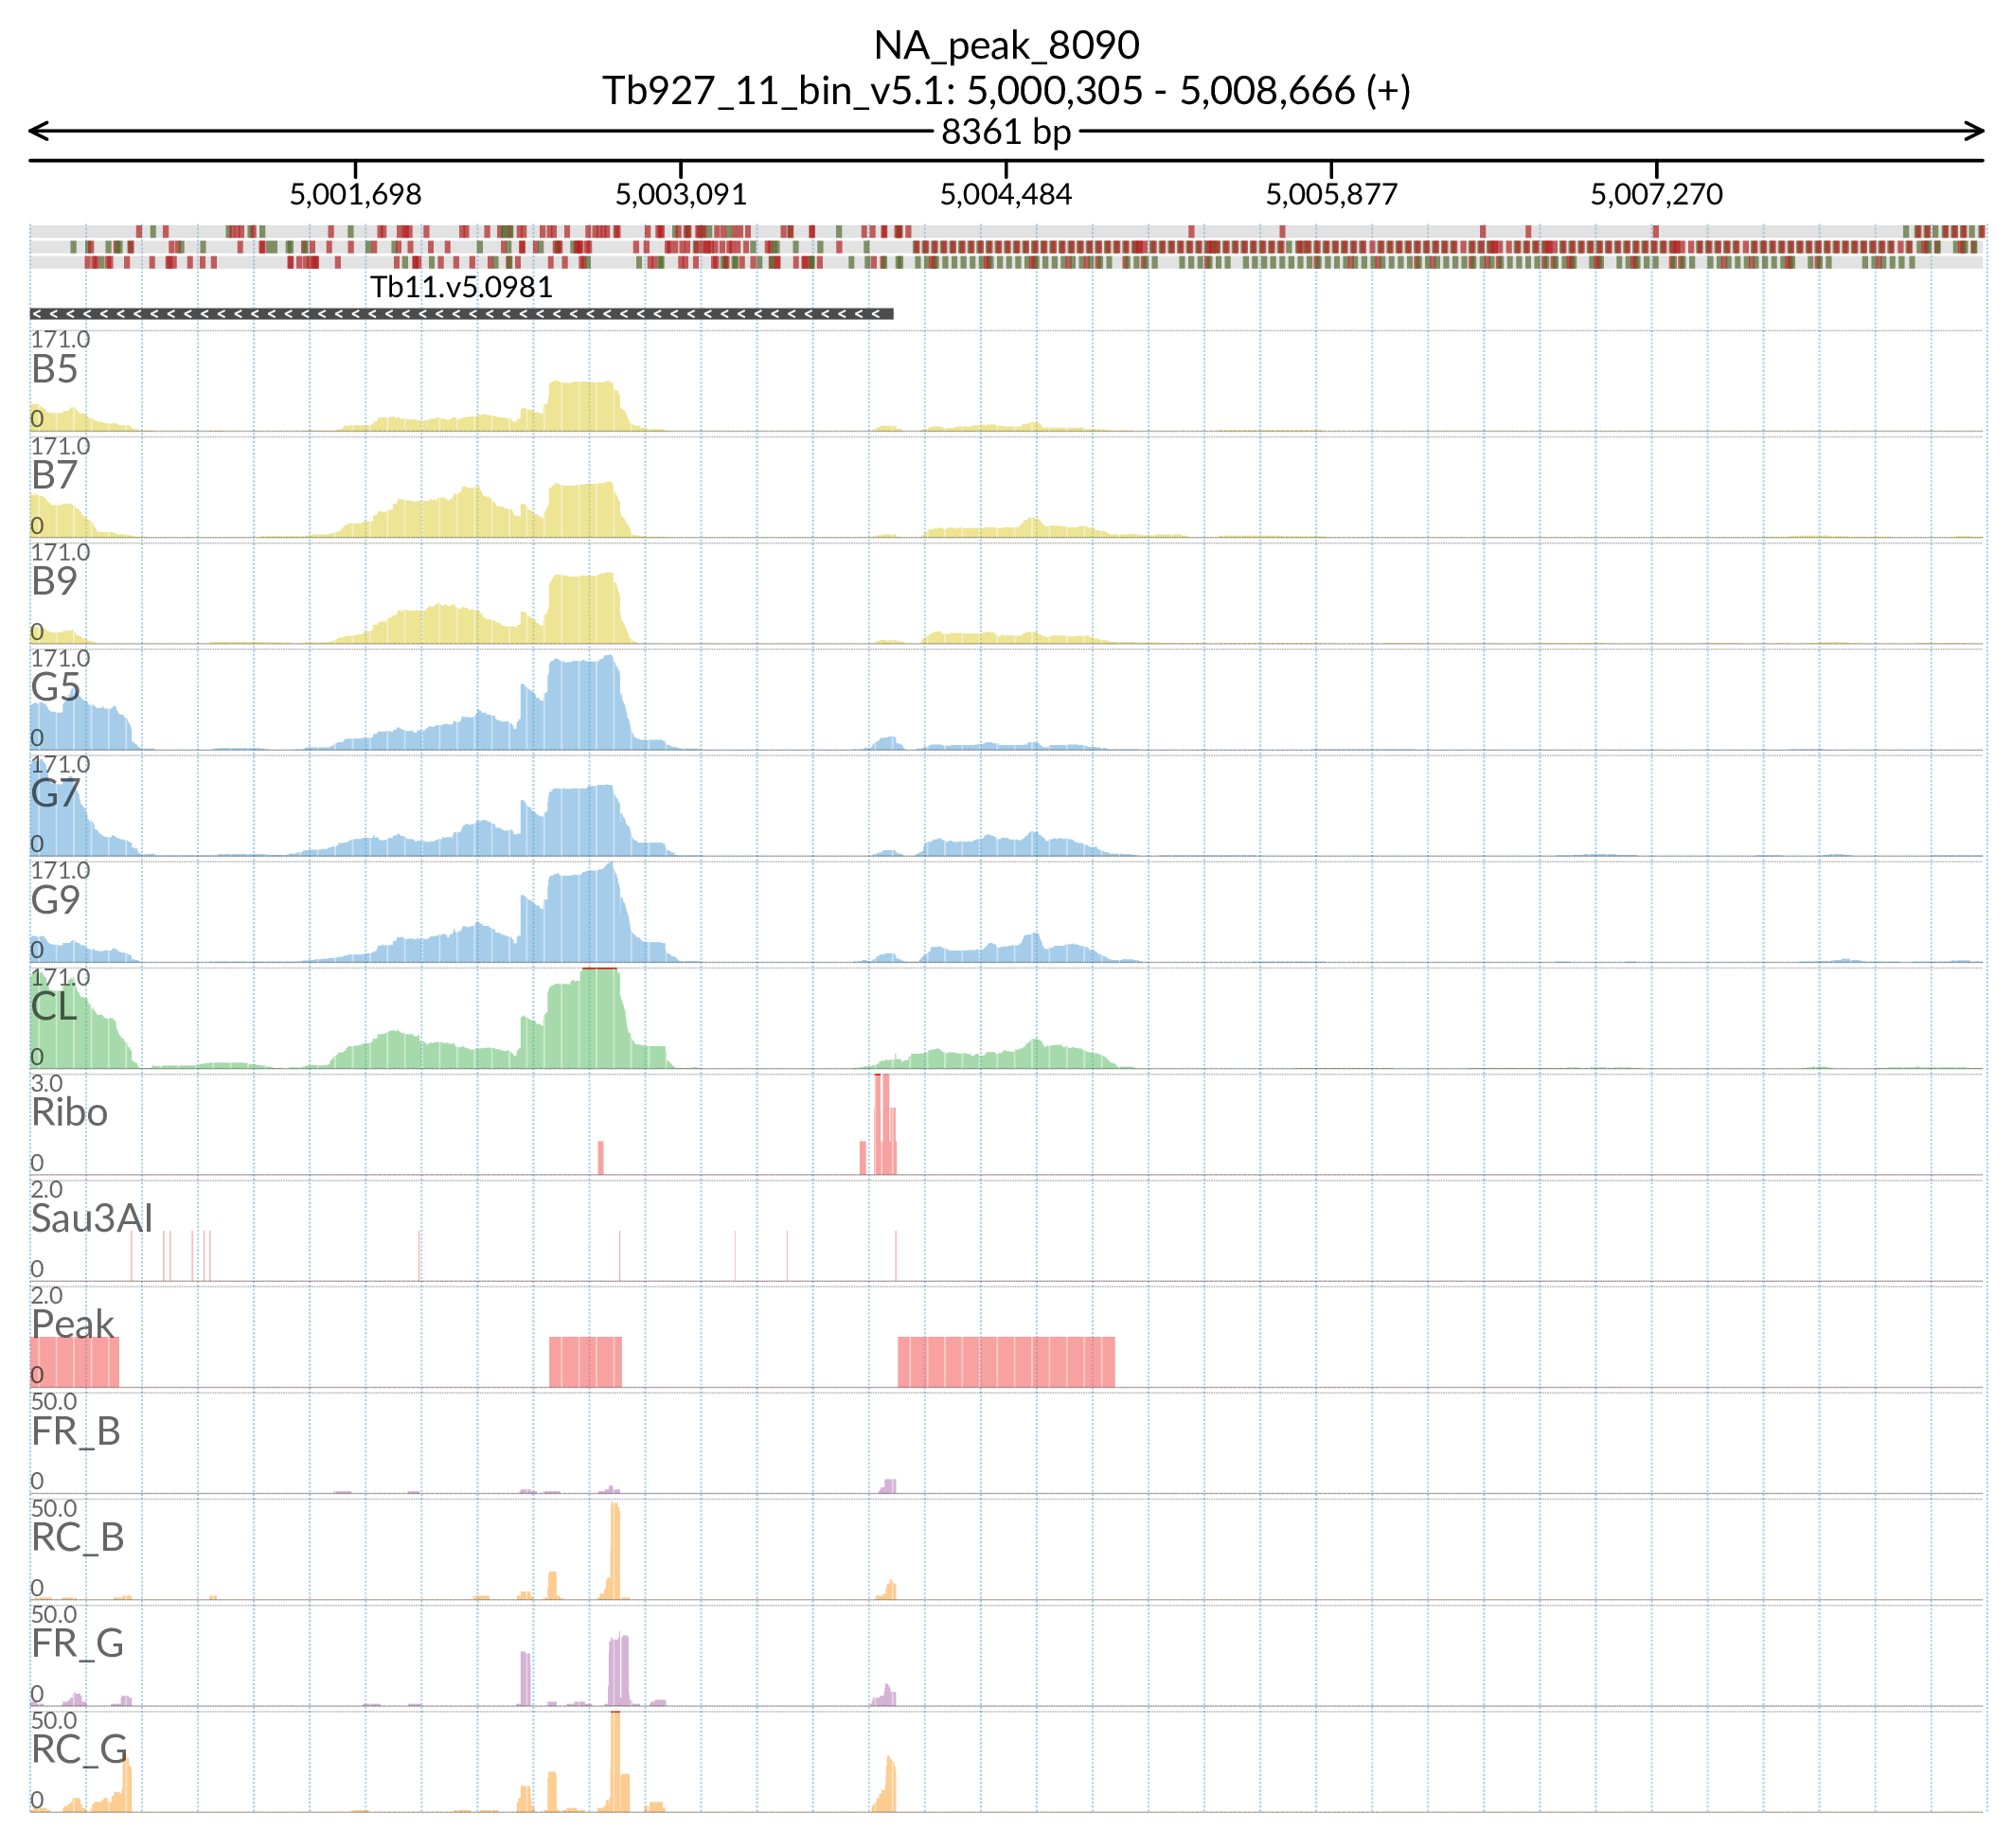 NA_peak_8090
Tb927_11_bin_v5.1: 5,000,305 - 5,008,666 (+)
8361 bp
5,001,698 5,003,091 5,004,484 5,005,877 5,007,270
Tb11.v5.0981
171.0
B5
0
171.0
B7
0
171.0
B9
0
171.0
G5
0
171.0
G7
0
171.0
G9
0
171.0
CL
0
3.0
Ribo
0
2.0
Sau3AI
0
2.0
Peak
0
50.0
FR_B
0
50.0
RC_B
0
50.0
FR_G
0
50.0
RC_G
0